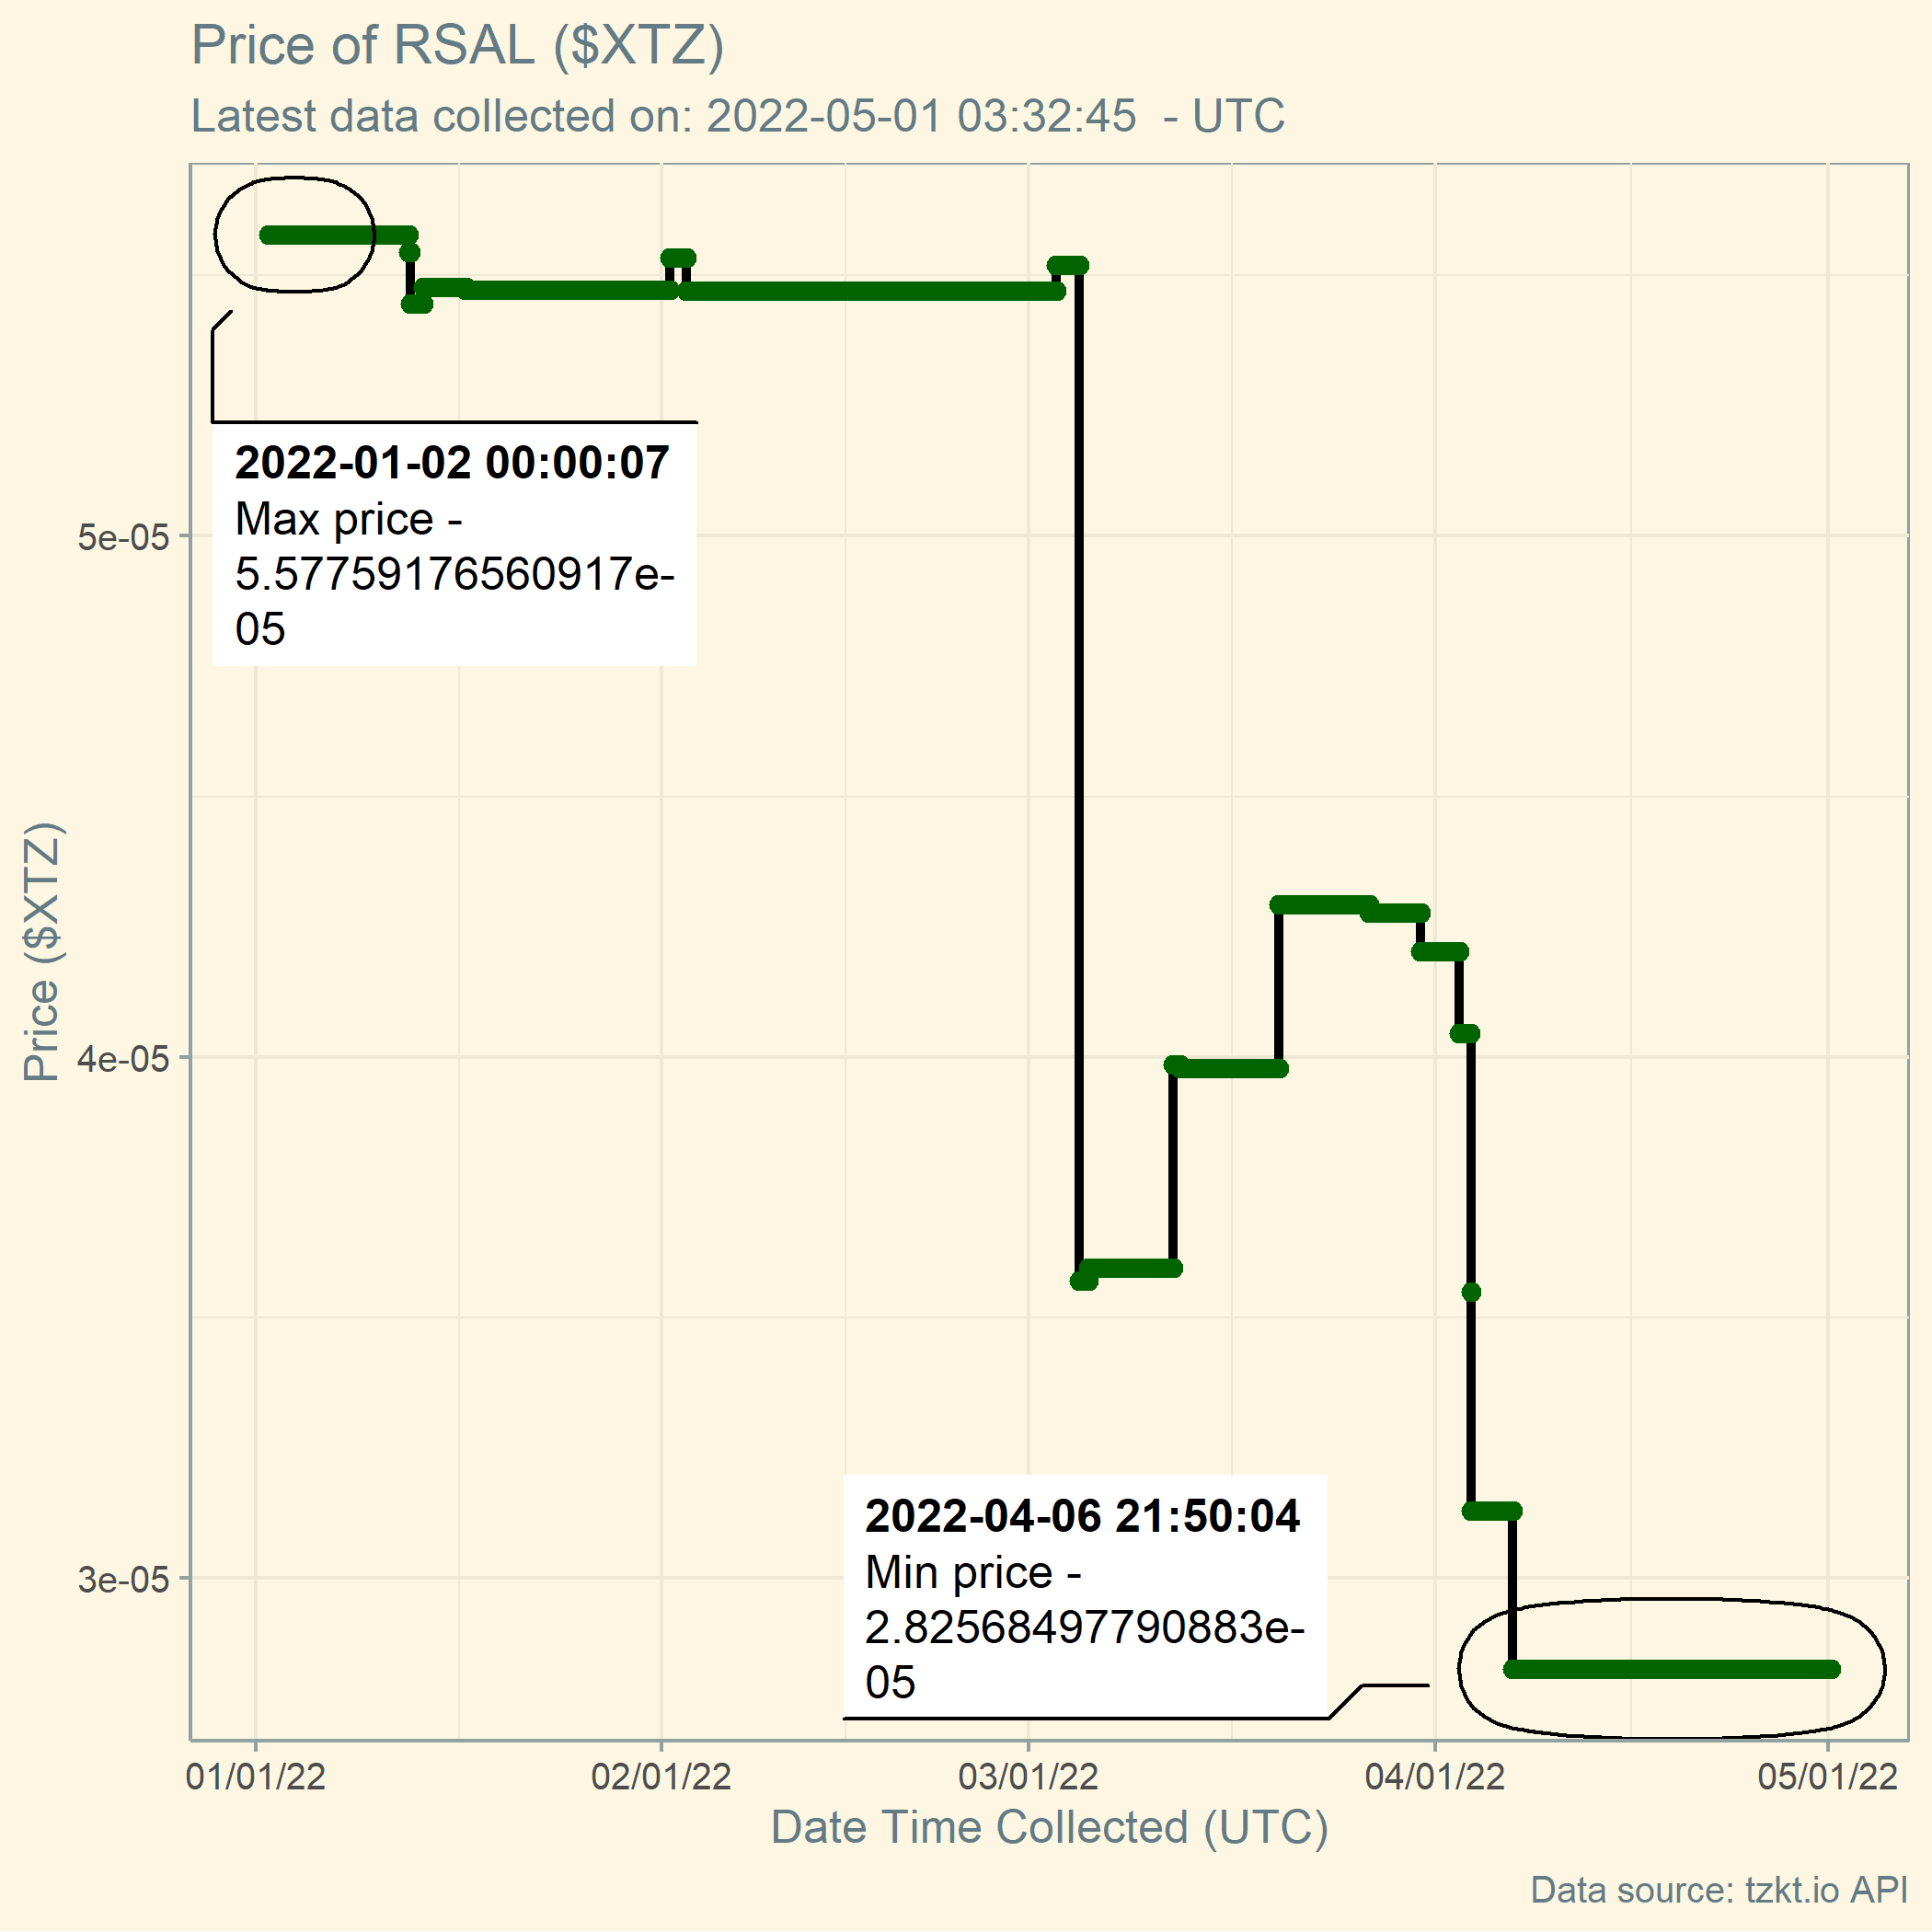 Price of RSAL ($XTZ)
Latest data collected on: 2022-05-01 03:32:45  - UTC
2022-01-02 00:00:07
Max price -
5.57759176560917e-
05
5e-05
Price ($XTZ)
4e-05
2022-04-06 21:50:04
Min price -
2.82568497790883e-
05
3e-05
01/01/22
02/01/22
03/01/22
04/01/22
05/01/22
Date Time Collected (UTC)
Data source: tzkt.io API